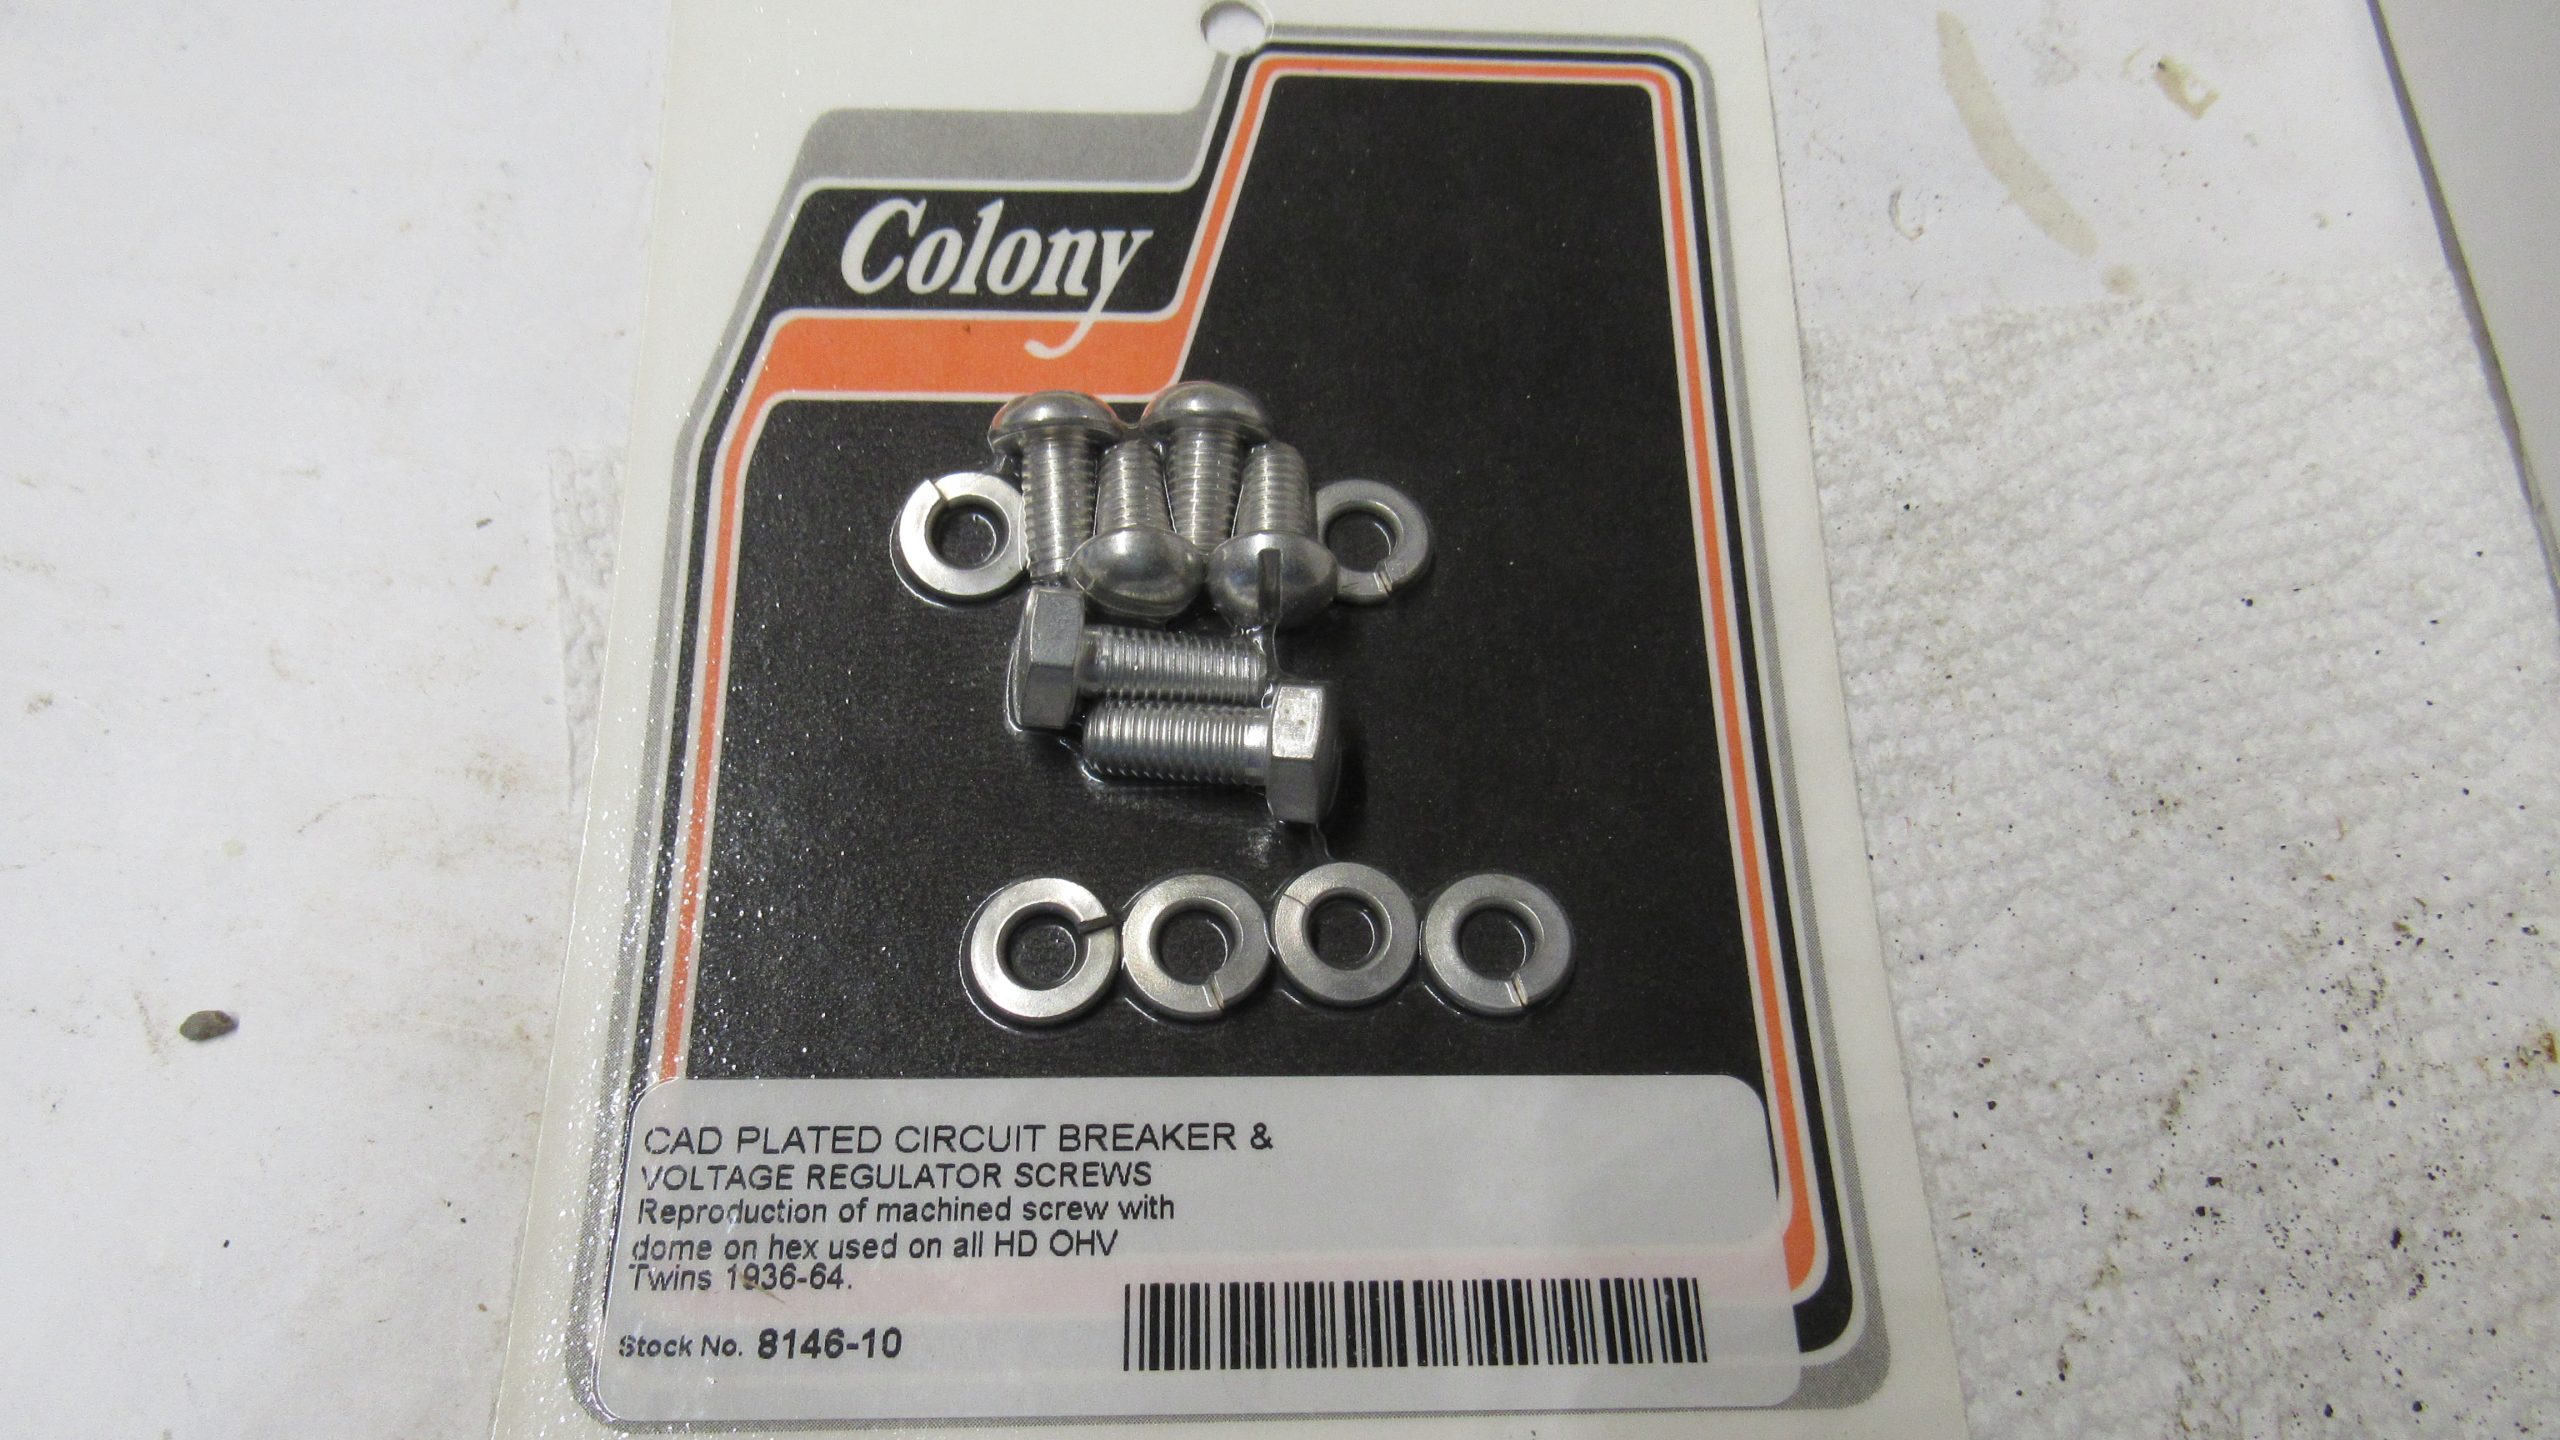 Colony
CAD PLATED CIRCUIT BREAKER &
VOLTAGE REGULATOR SCREWS
Reproduction of machined screw with
dome on hex used on all HD OHV
Twins 1936-64.
Stock No. 8146-10